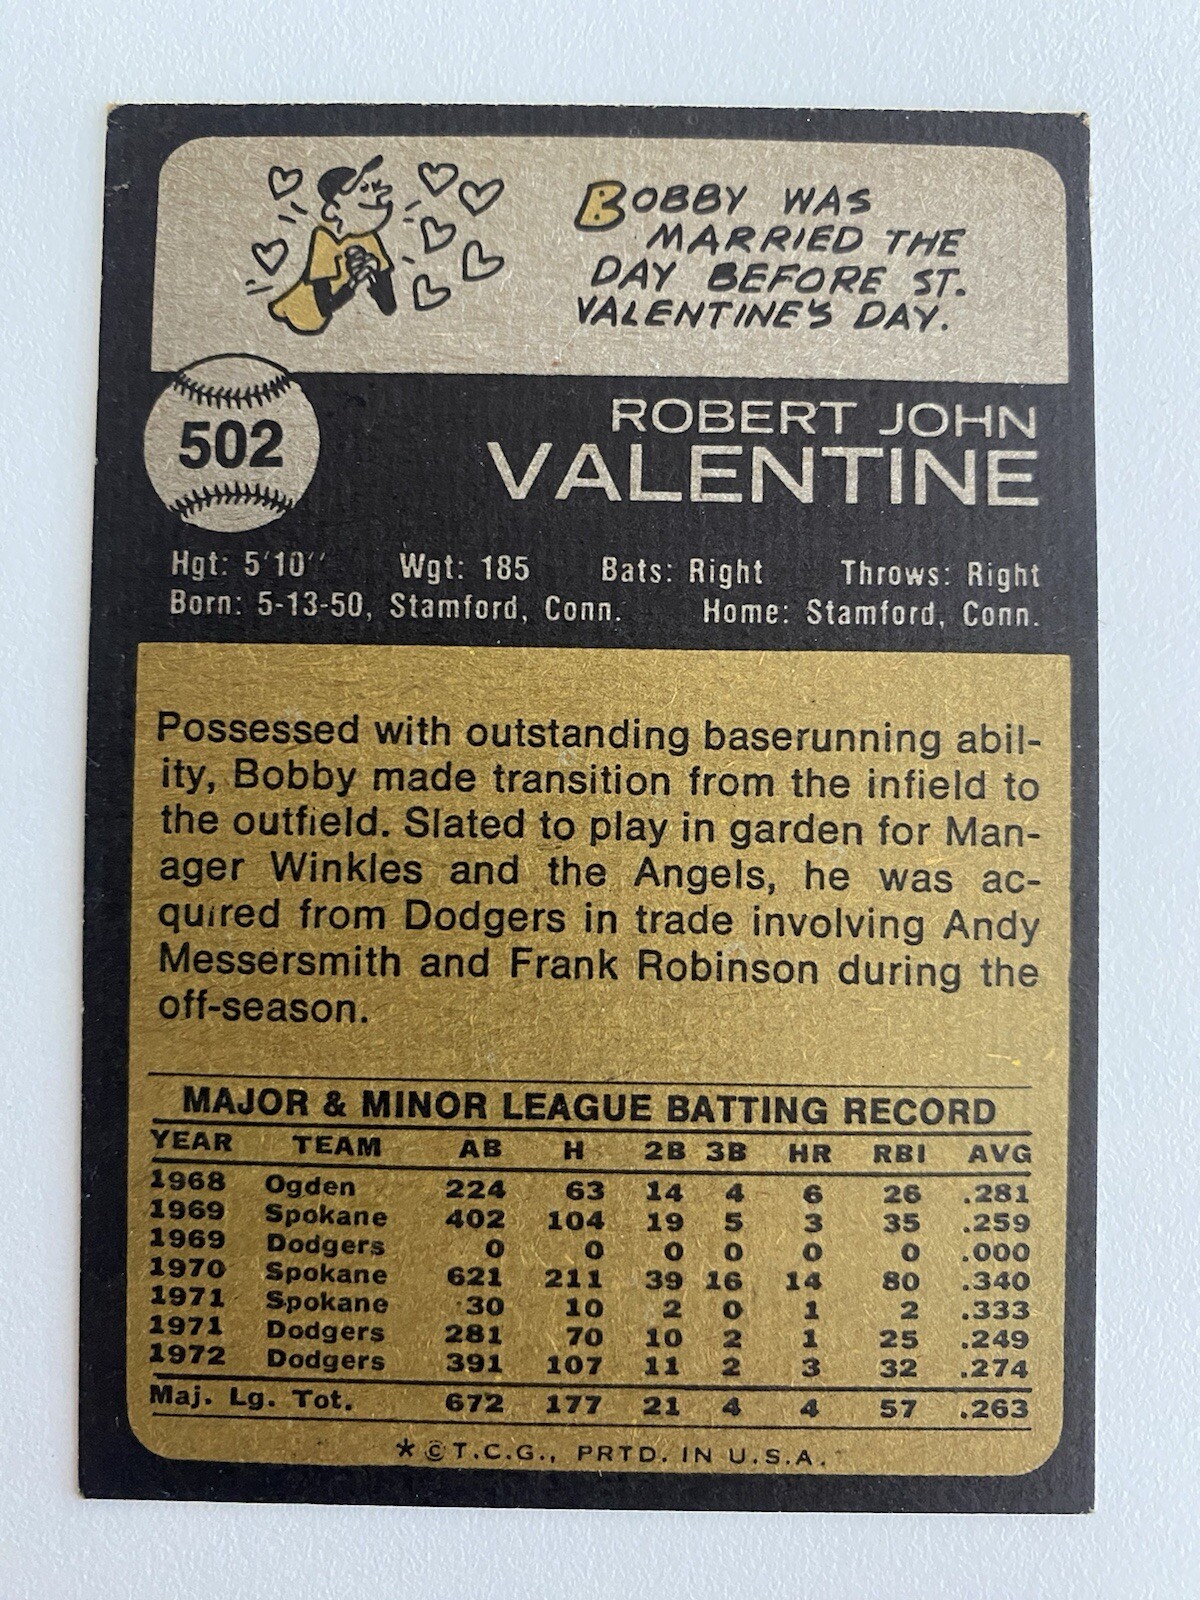 BOBBY WAS
MARRIED THE
DAY BEFORE ST.
VALENTINE'S DAY.
502
ROBERT JOHN
VALENTINE
Hgt: 5'10'' Wgt: 185 Bats: Right Throws: Right
Born: 5-13-50, Stamford, Conn. Home: Stamford, Conn.
Possessed with outstanding baserunning abil-
ity, Bobby made transition from the infield to
the outfield. Slated to play in garden for Man-
ager Winkles and the Angels, he was ac-
quired from Dodgers in trade involving Andy
Messersmith and Frank Robinson during the
off-season.
MAJOR & MINOR LEAGUE BATTING RECORD
YEAR TEAM AB H 2B 3B HR RBI AVG
1968 Ogden 224 63 14 4 6 26 .281
1969 Spokane 402 104 19 5 3 35 .259
1969 Dodgers 0 0 0 0 0 0 .000
1970 Spokane 621 211 39 16 14 80 .340
1971 Spokane 30 10 2 0 1 2 .333
1971 Dodgers 281 70 10 2 1 25 .249
1972 Dodgers 391 107 11 2 3 32 .274
Maj. Lg. Tot. 672 177 21 4 4 57 .263
*©T.C.G., PRTD. IN U.S.A.